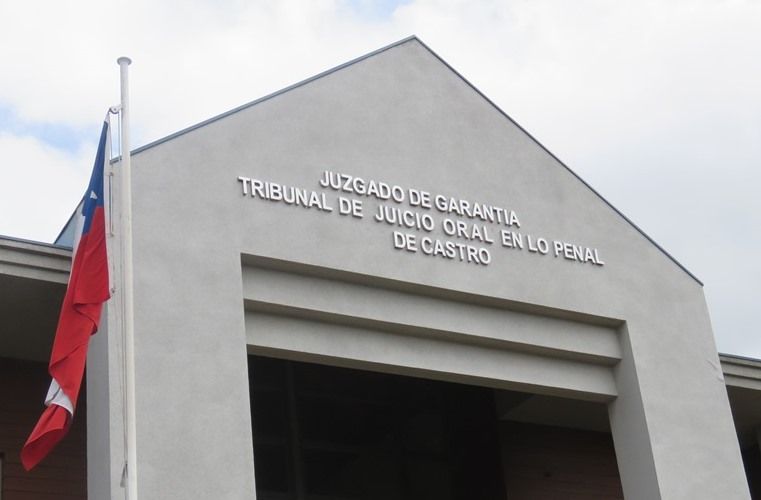 JUZGADO DE GARANTIA
TRIBUNAL DE JUICIO ORAL EN LO PENAL
DE CASTRO